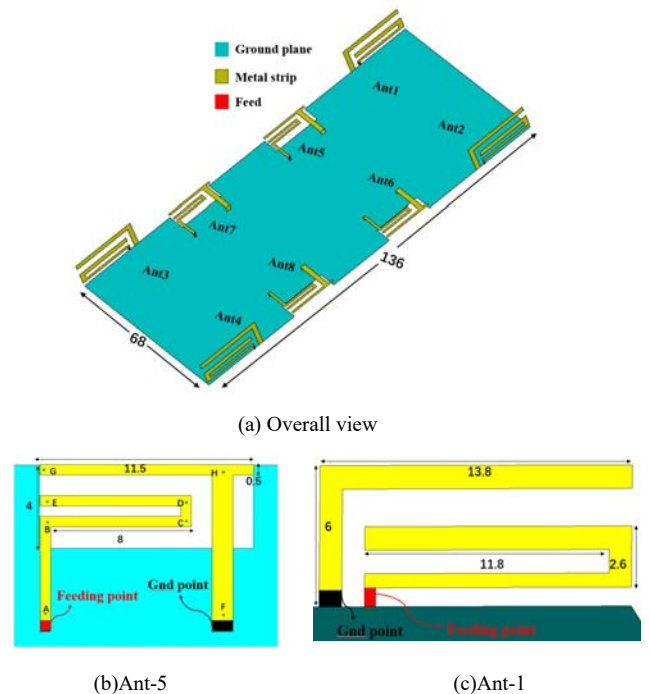 Ground plane
Metal strip
Feed
Ant1
Ant2
Ant5
Ant6
Ant7
Ant3
Ant8
Ant4
136
68
(a) Overall view
11.5
G
H
0.5
4
E
D
B
C
8
A
Feeding point
Gnd point
F
(b)Ant-5
13.8
6
11.8
2.6
Gnd point
Feeding point
(c)Ant-1